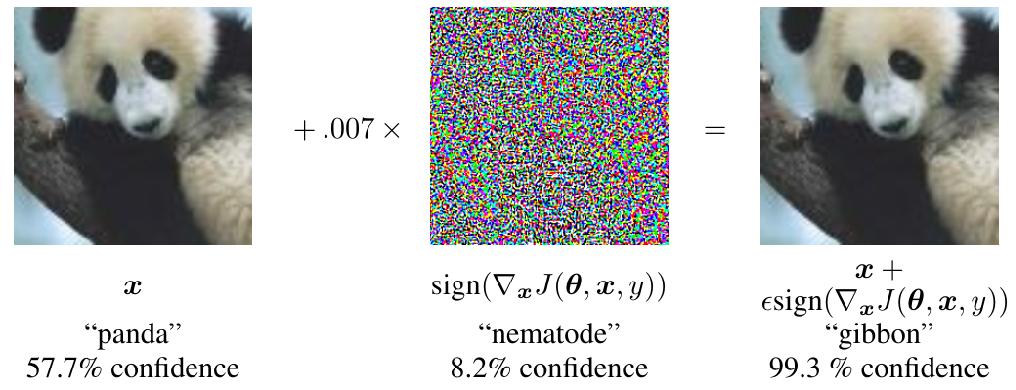 + .007 ×
=
x
sign(∇ₓJ(θ, x, y))
x +
ϵsign(∇ₓJ(θ, x, y))
“panda”
“nematode”
“gibbon”
57.7% confidence
8.2% confidence
99.3 % confidence